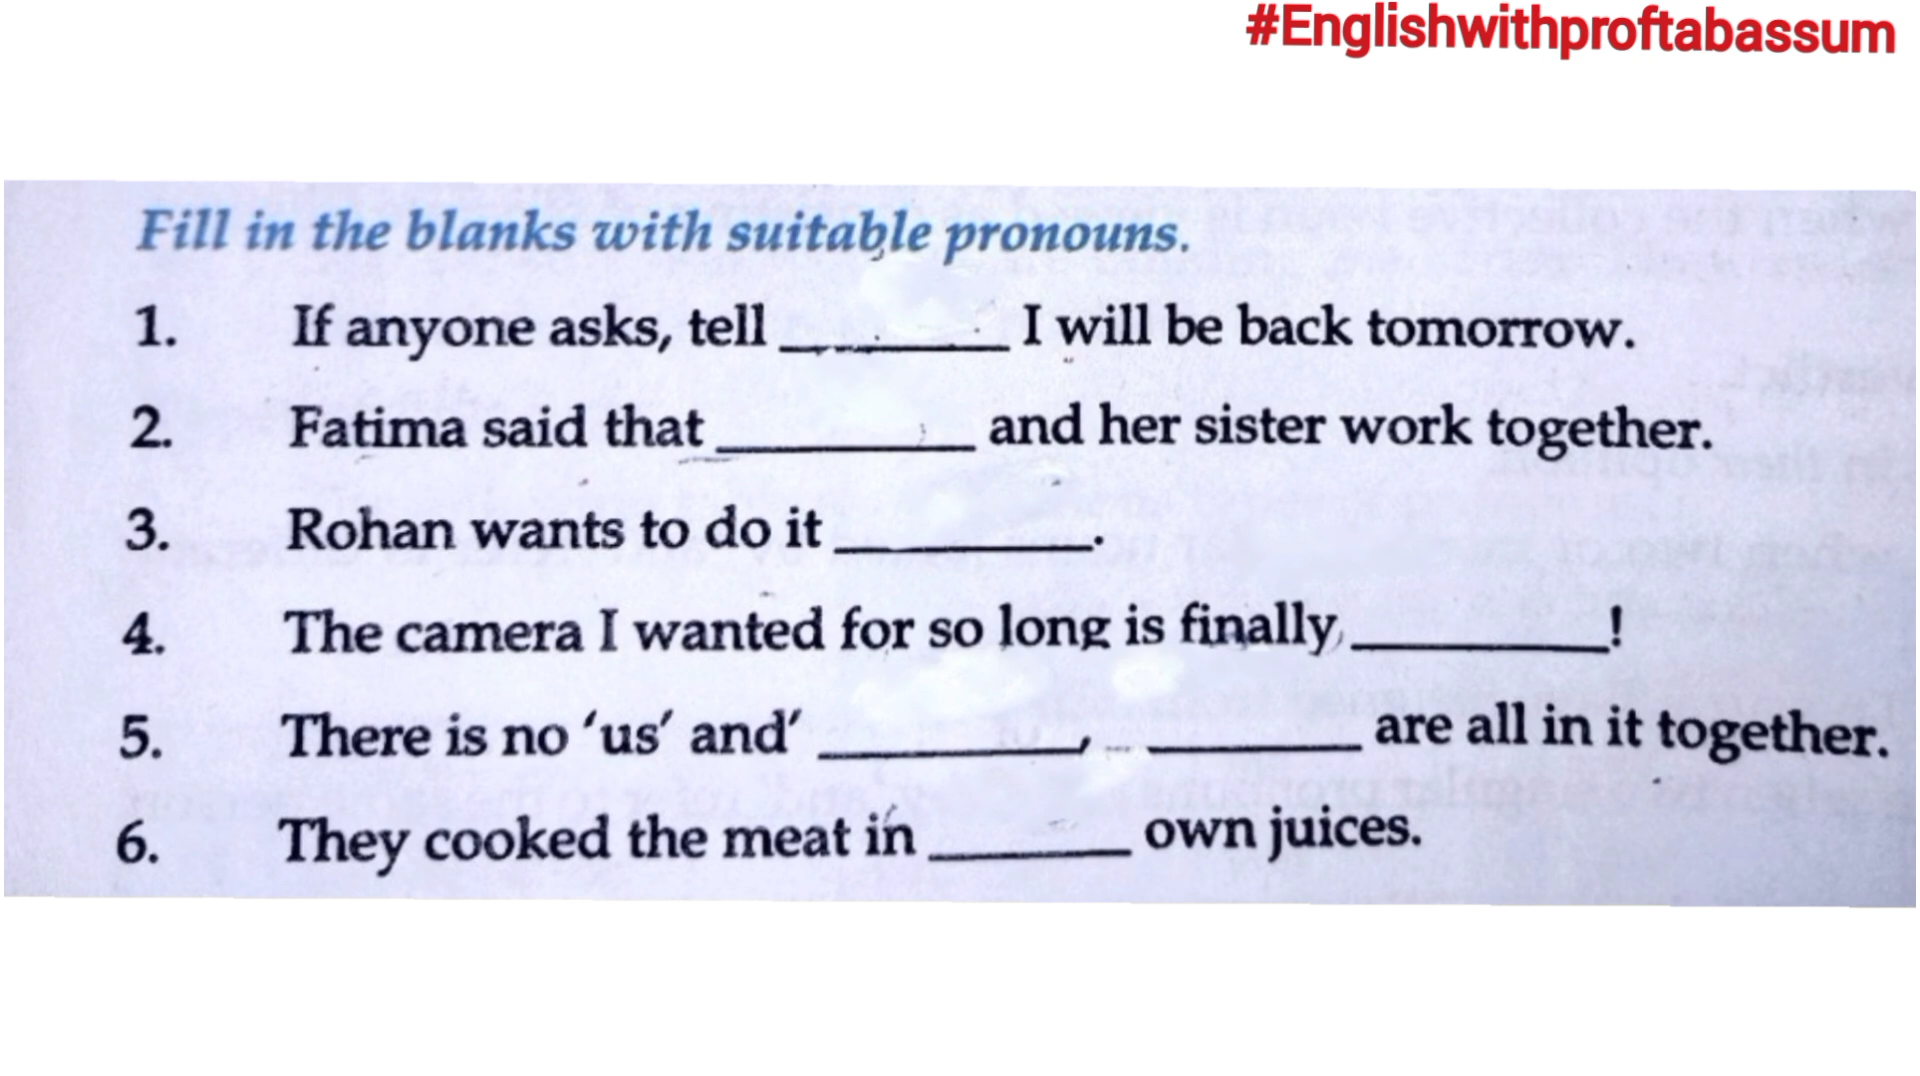 #Englishwithproftabassum
Fill in the blanks with suitable pronouns.
1. If anyone asks, tell ________ I will be back tomorrow.
2. Fatima said that ________ and her sister work together.
3. Rohan wants to do it ________.
4. The camera I wanted for so long is finally ________!
5. There is no ‘us’ and’ ________, ________ are all in it together.
6. They cooked the meat in ________ own juices.